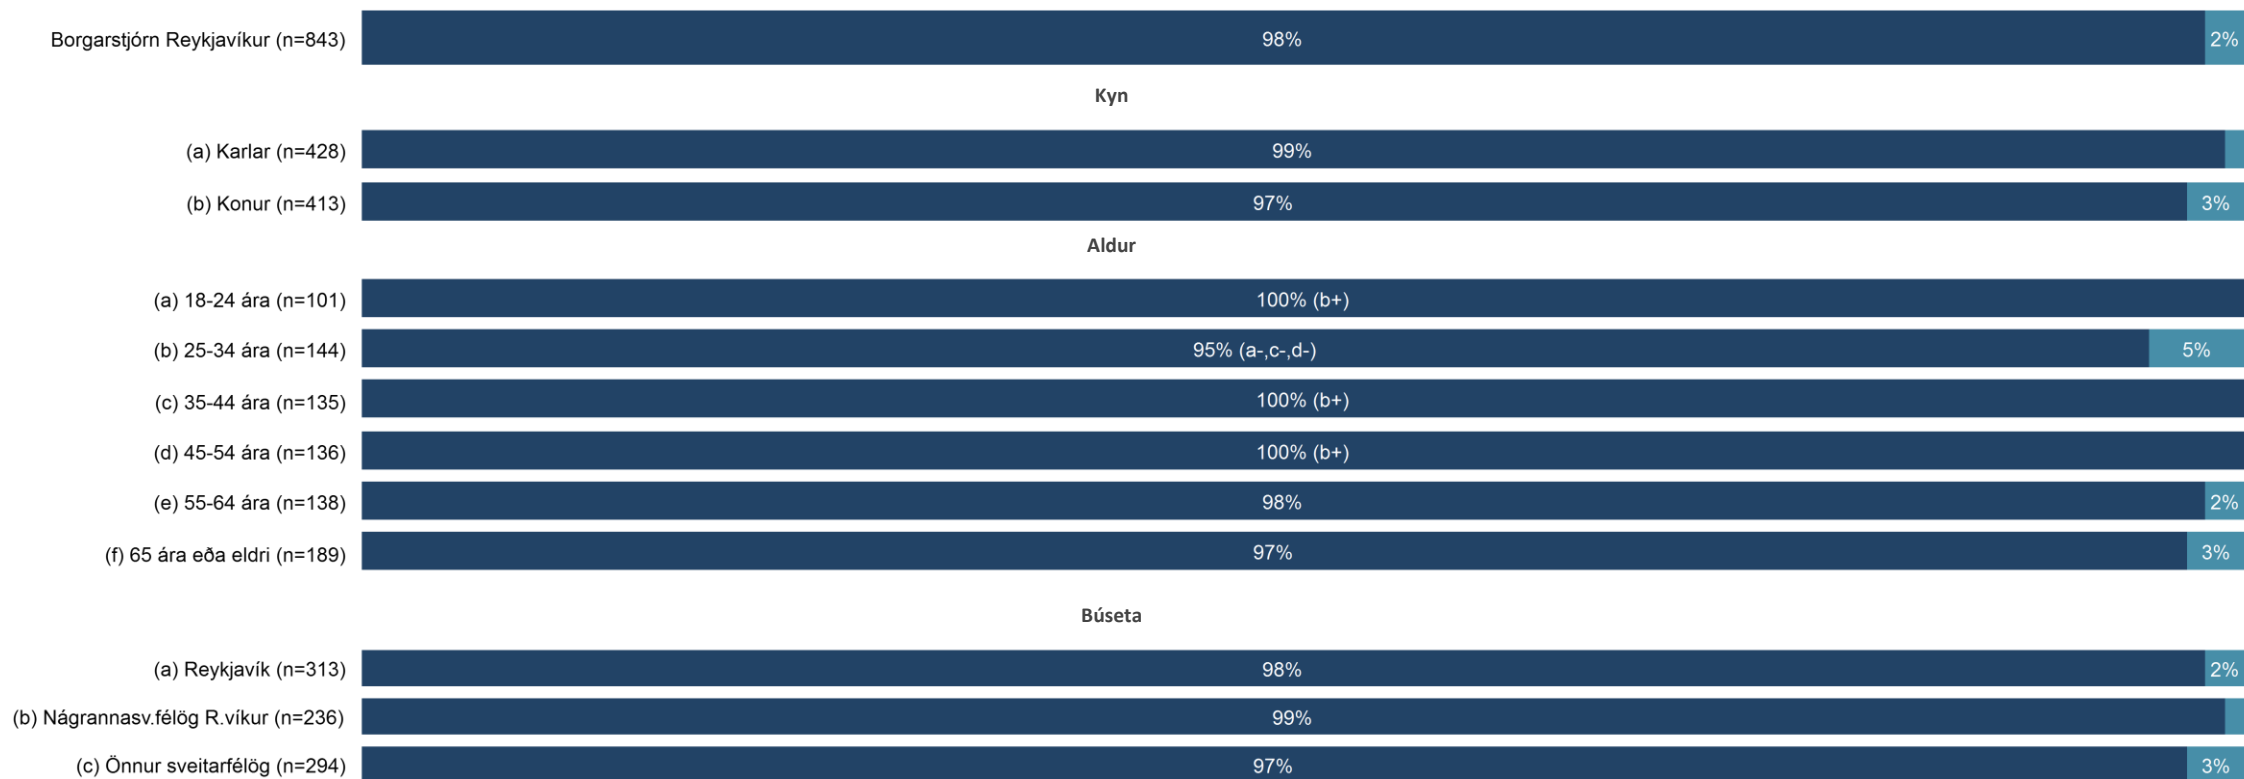 Borgarstjórn Reykjavíkur (n=843) 98% 2%
Kyn
(a) Karlar (n=428) 99%
(b) Konur (n=413) 97% 3%
Aldur
(a) 18-24 ára (n=101) 100% (b+)
(b) 25-34 ára (n=144) 95% (a-,c-,d-) 5%
(c) 35-44 ára (n=135) 100% (b+)
(d) 45-54 ára (n=136) 100% (b+)
(e) 55-64 ára (n=138) 98% 2%
(f) 65 ára eða eldri (n=189) 97% 3%
Búseta
(a) Reykjavík (n=313) 98% 2%
(b) Nágrannasv.félög R.víkur (n=236) 99%
(c) Önnur sveitarfélög (n=294) 97% 3%